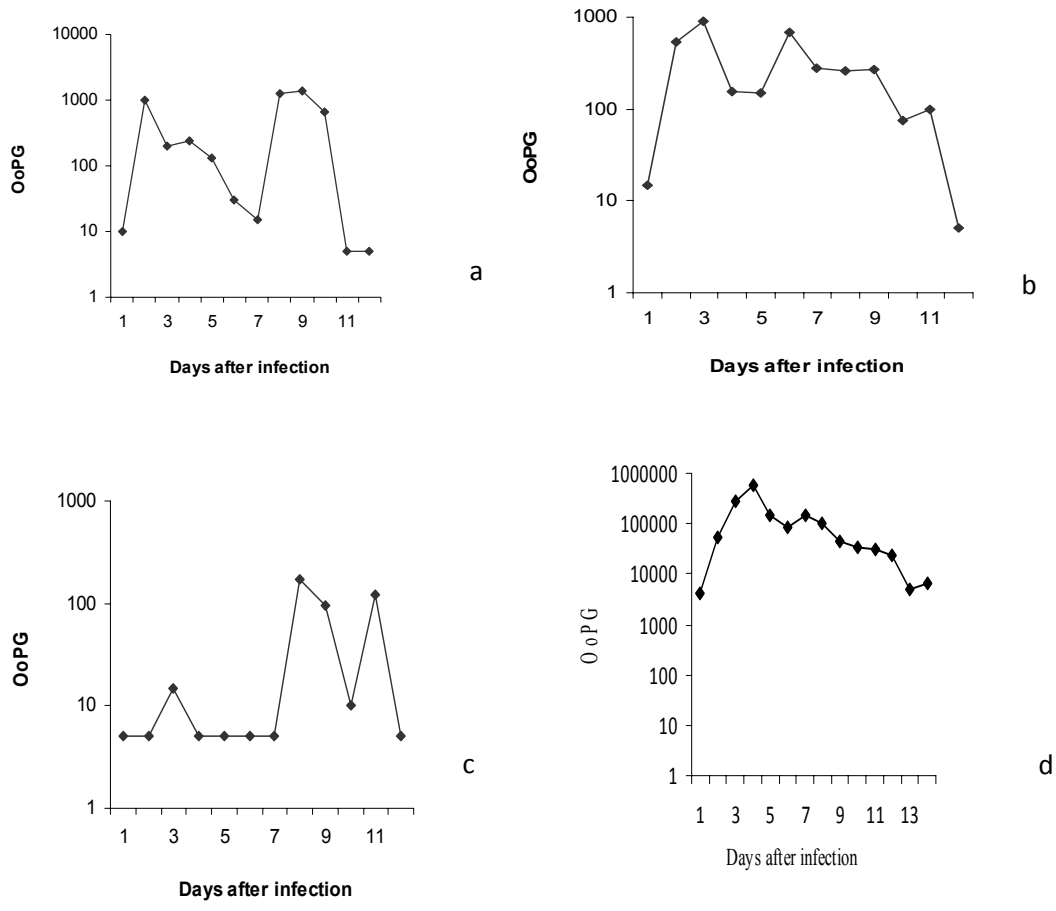 10000
1000
100
10
1
OoPG
1 3 5 7 9 11
Days after infection
a
1000
100
10
1
OoPG
1 3 5 7 9 11
Days after infection
b
1000
100
10
1
OoPG
1 3 5 7 9 11
Days after infection
c
1000000
100000
10000
1000
100
10
1
OoPG
1 3 5 7 9 11 13
Days after infection
d